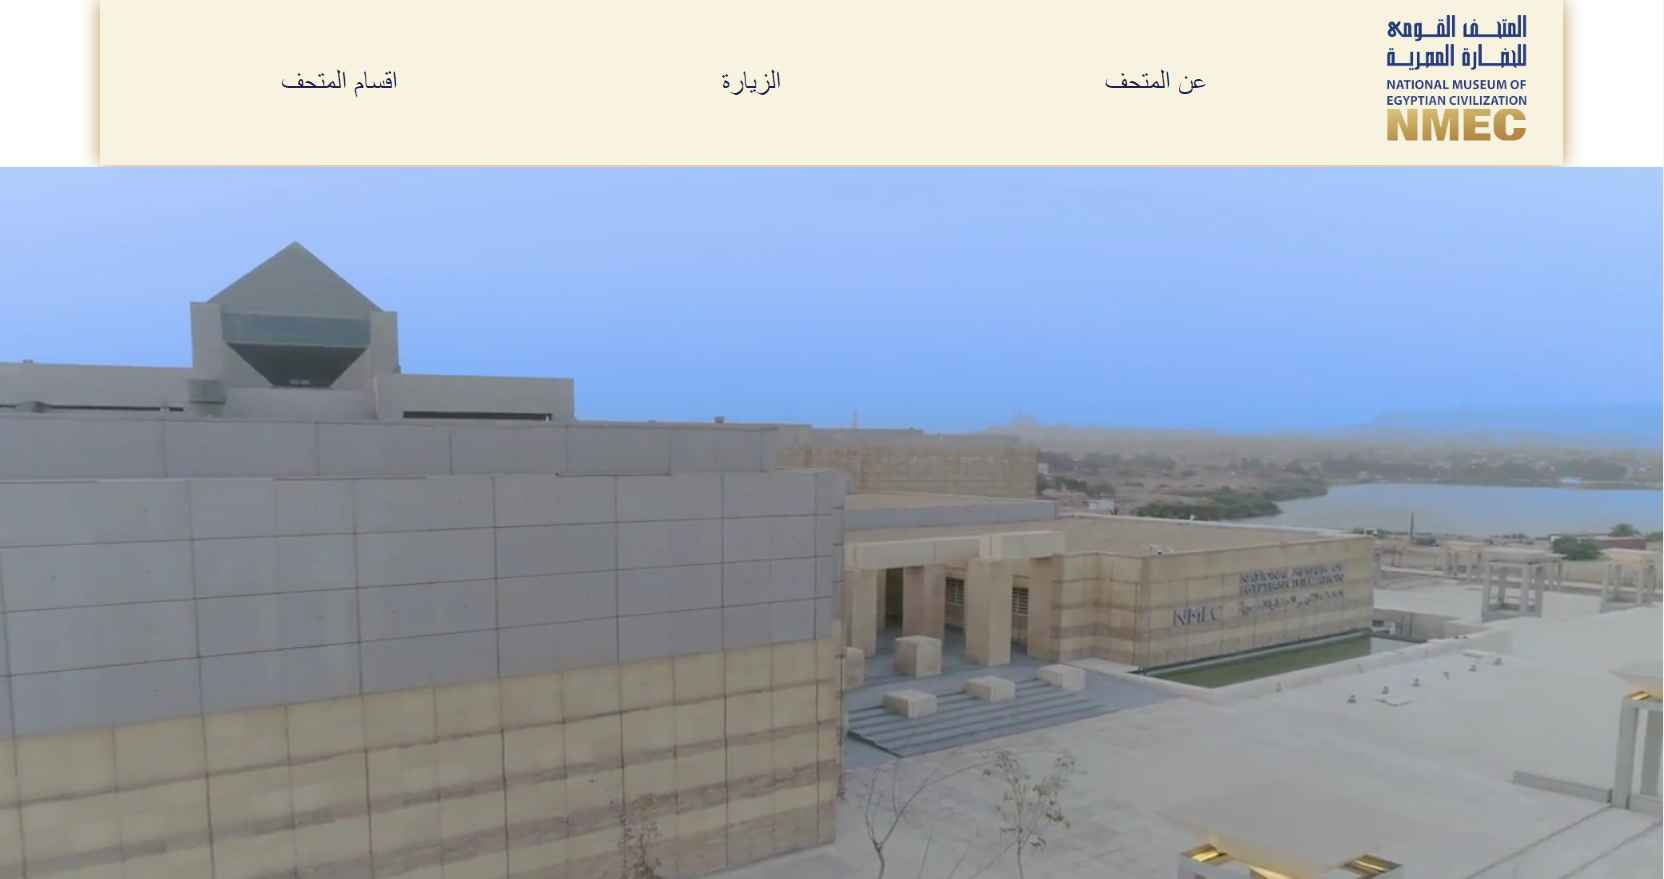 المتحف القومى
للحضارة المصرية
NATIONAL MUSEUM OF
EGYPTIAN CIVILIZATION
NMEC
عن المتحف
الزيارة
اقسام المتحف
NATIONAL MUSEUM OF
EGYPTIAN CIVILIZATION
NMEC